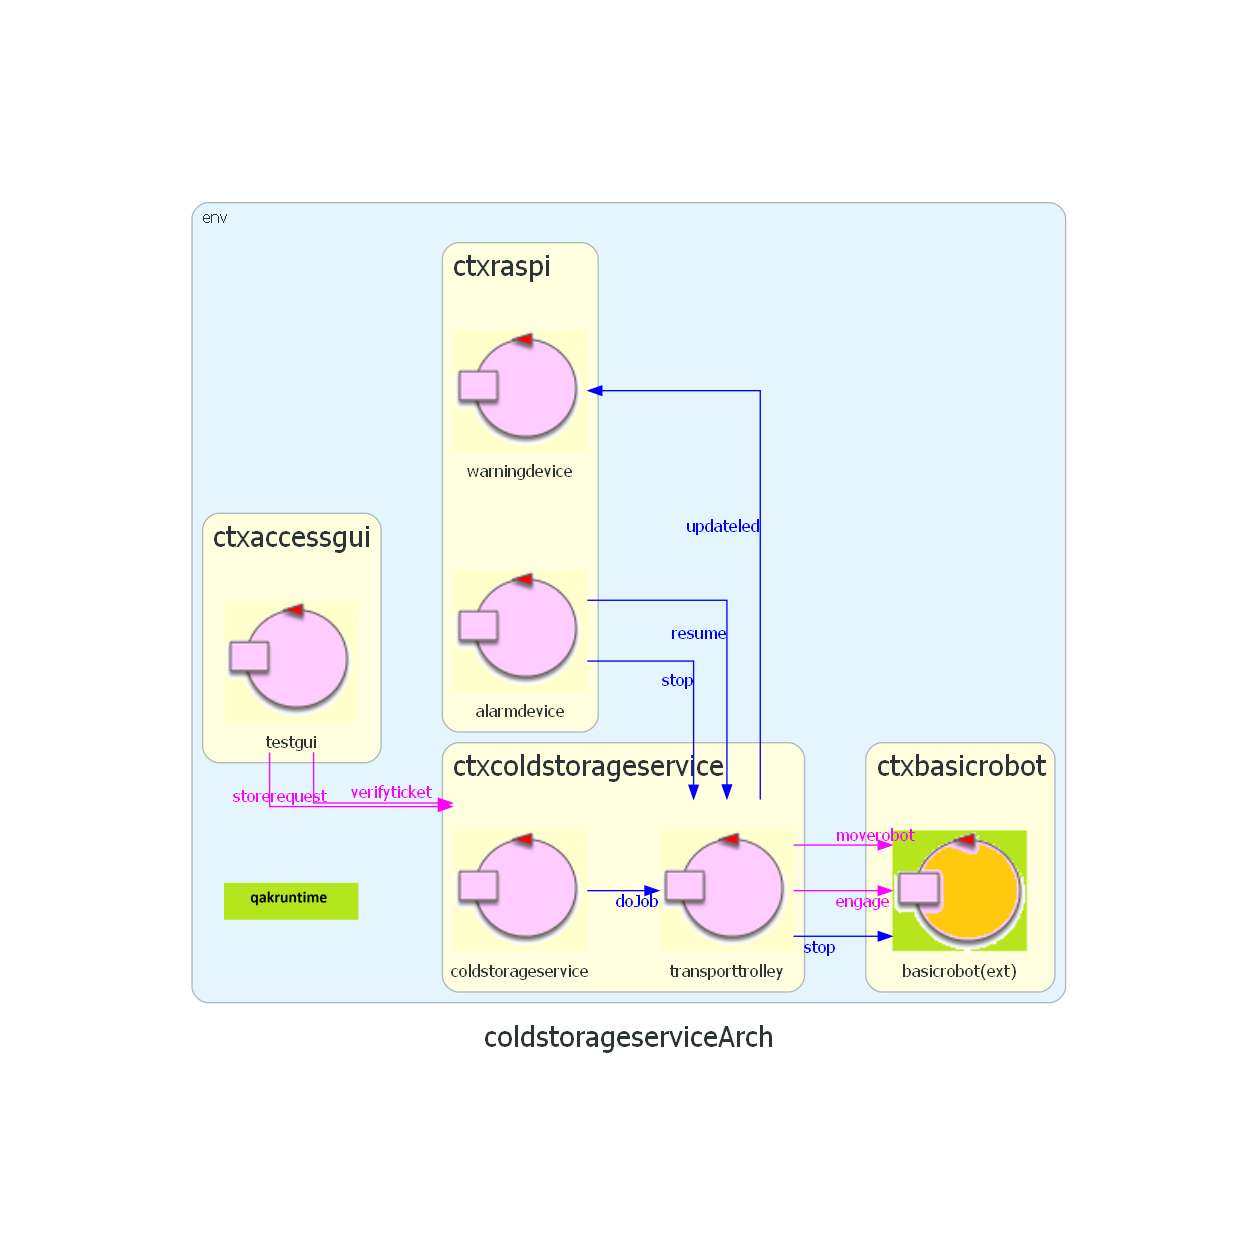 env
ctxraspi
warningdevice
updateled
ctxaccessgui
resume
stop
alarmdevice
testgui
ctxcoldstorageservice
ctxbasicrobot
storerequest
verifyticket
moverobot
qakruntime
doJob
engage
stop
coldstorageservice
transporttrolley
basicrobot(ext)
coldstorageserviceArch